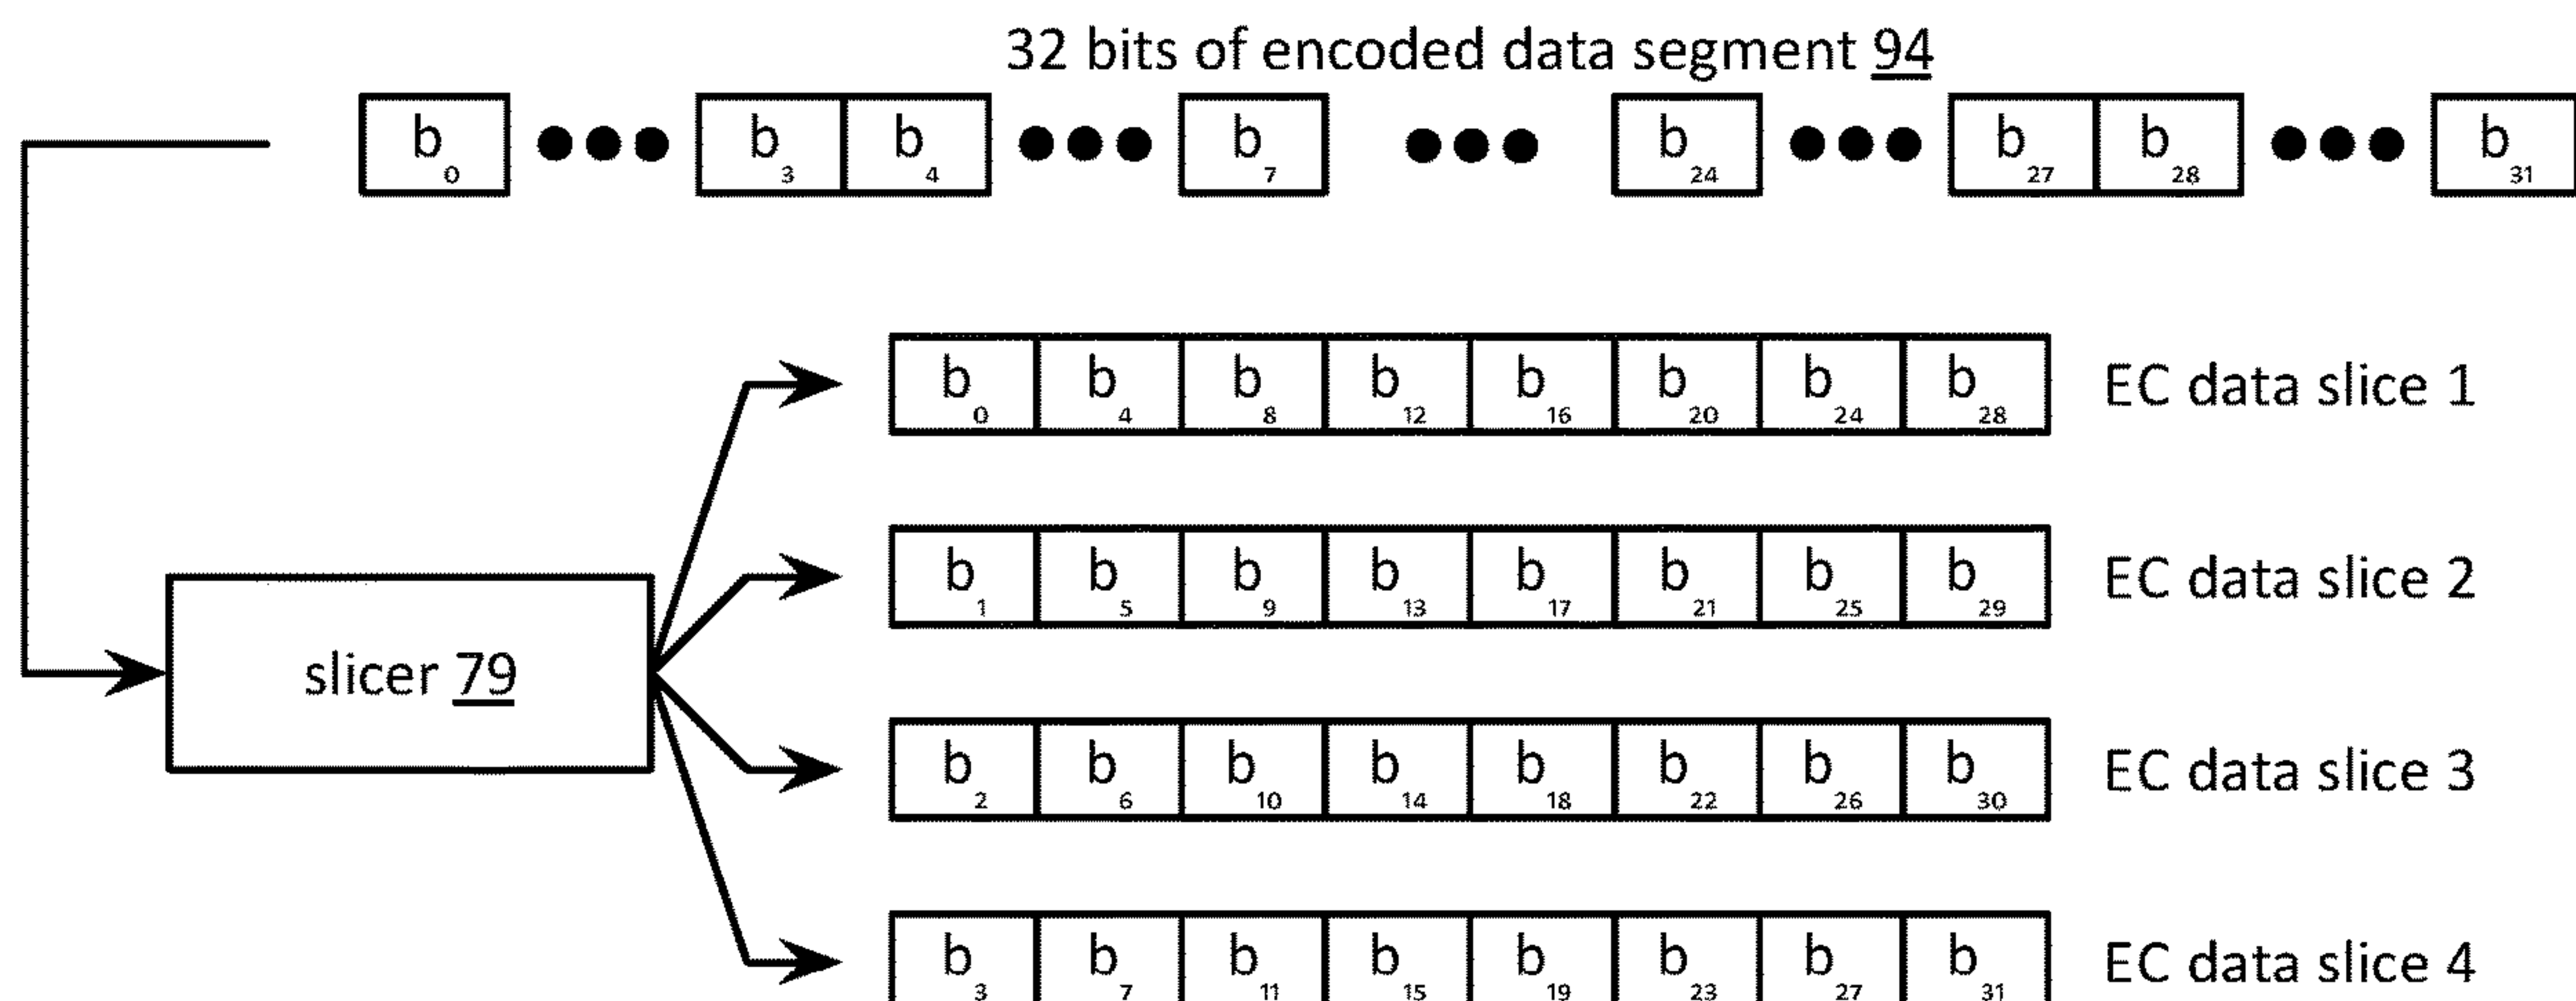 32 bits of encoded data segment 94
b0 ●●● b3 b4 ●●● b7 ●●● b24 ●●● b27 b28 ●●● b31
b0 b4 b8 b12 b16 b20 b24 b28 EC data slice 1
b1 b5 b9 b13 b17 b21 b25 b29 EC data slice 2
slicer 79
b2 b6 b10 b14 b18 b22 b26 b30 EC data slice 3
b3 b7 b11 b15 b19 b23 b27 b31 EC data slice 4